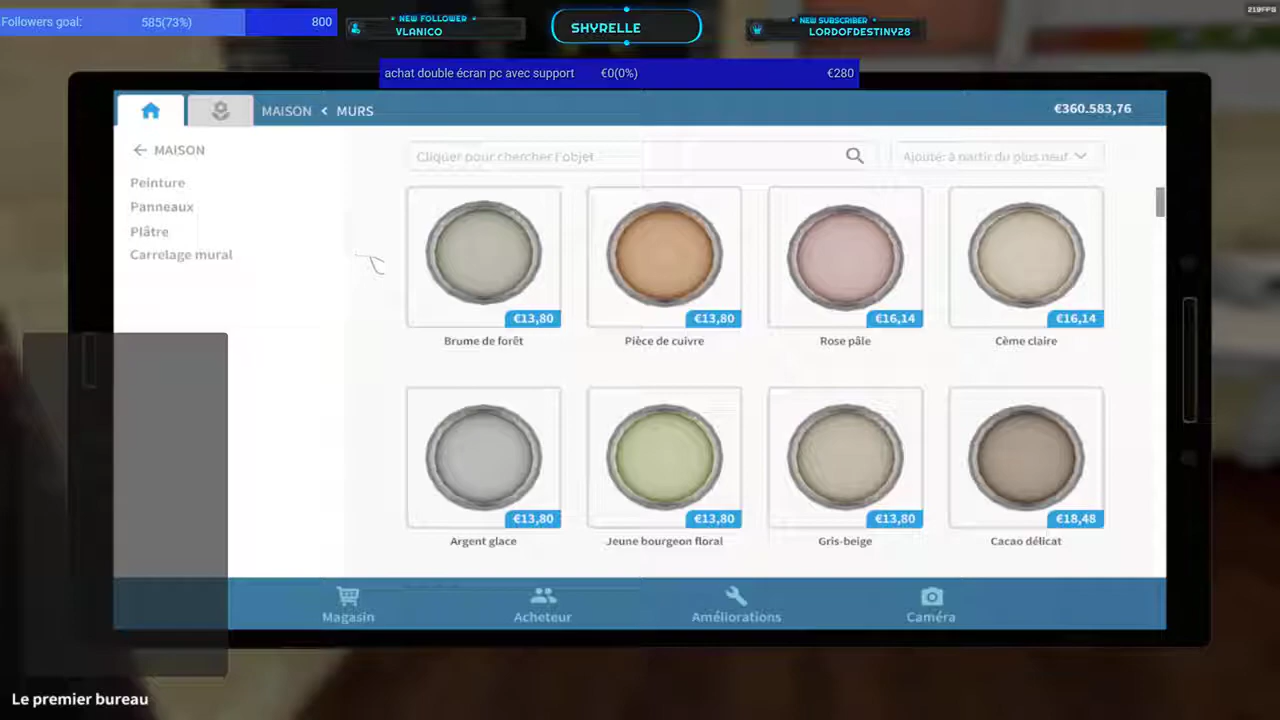 Followers goal: 585(73%) 800
NEW FOLLOWER
VLANICO
SHYRELLE
NEW SUBSCRIBER
LORDOFDESTINY28
219FPS
achat double écran pc avec support €0(0%) €280
MAISON < MURS
€360.583,76
MAISON
Peinture
Panneaux
Plâtre
Carrelage mural
Cliquer pour chercher l'objet
Ajouté: à partir du plus neuf
€13,80
€13,80
€16,14
€16,14
Brume de forêt
Pièce de cuivre
Rose pâle
Cème claire
€13,80
€13,80
€13,80
€18,48
Argent glace
Jeune bourgeon floral
Gris-beige
Cacao délicat
Magasin
Acheteur
Améliorations
Caméra
Le premier bureau